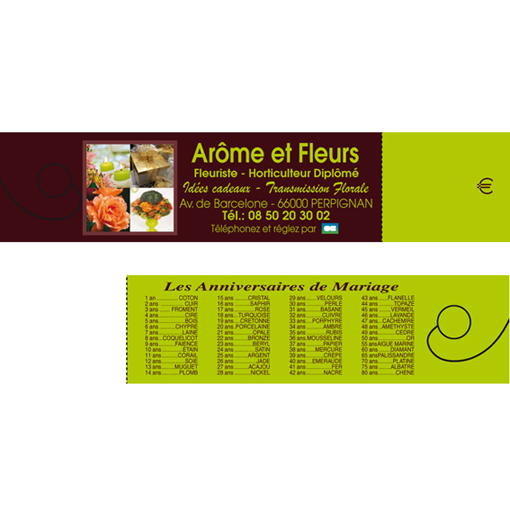 Arôme et Fleurs
Fleuriste - Horticulteur Diplômé
Idées cadeaux - Transmission Florale
Av. de Barcelone - 66000 PERPIGNAN
Tél.: 08 50 20 30 02
Téléphonez et réglez par
€
Les Anniversaires de Mariage
1 an ............ COTON
2 ans ............ CUIR
3 ans ........ FROMENT
4 ans ............ CIRE
5 ans ............ BOIS
6 ans ........ CHYPRE
7 ans ............ LAINE
8 ans .... COQUELICOT
9 ans ........ FAIENCE
10 ans ............ ETAIN
11 ans ........ CORAIL
12 ans ............ SOIE
13 ans ........ MUGUET
14 ans ........ PLOMB
15 ans ........ CRISTAL
16 ans ........ SAPHIR
17 ans ............ ROSE
18 ans .... TURQUOISE
19 ans .... CRETONNE
20 ans .PORCELAINE
21 ans ............ OPALE
22 ans ........ BRONZE
23 ans ............ BERYL
24 ans ............ SATIN
25 ans ........ ARGENT
26 ans ............ JADE
27 ans ........ ACAJOU
28 ans ........ NICKEL
29 ans ........ VELOURS
30 ans ............ PERLE
31 ans ........ BASANE
32 ans ........ CUIVRE
33 ans .... PORPHYRE
34 ans ............ AMBRE
35 ans ............ RUBIS
36 ans .MOUSSELINE
37 ans ........ PAPIER
38 ans .... MERCURE
39 ans ........ CREPE
40 ans .... EMERAUDE
41 ans ............ FER
42 ans ........ NACRE
43 ans .... FLANELLE
44 ans ........ TOPAZE
45 ans ........ VERMEIL
46 ans .... LAVANDE
47 ans .... CACHEMIRE
48 ans .. AMETHYSTE
49 ans ........ CEDRE
50 ans ............ OR
55 ans AIGUE MARINE
60 ans ........ DIAMANT
65 ans PALISSANDRE
70 ans ........ PLATINE
75 ans ........ ALBATRE
80 ans ........ CHENE